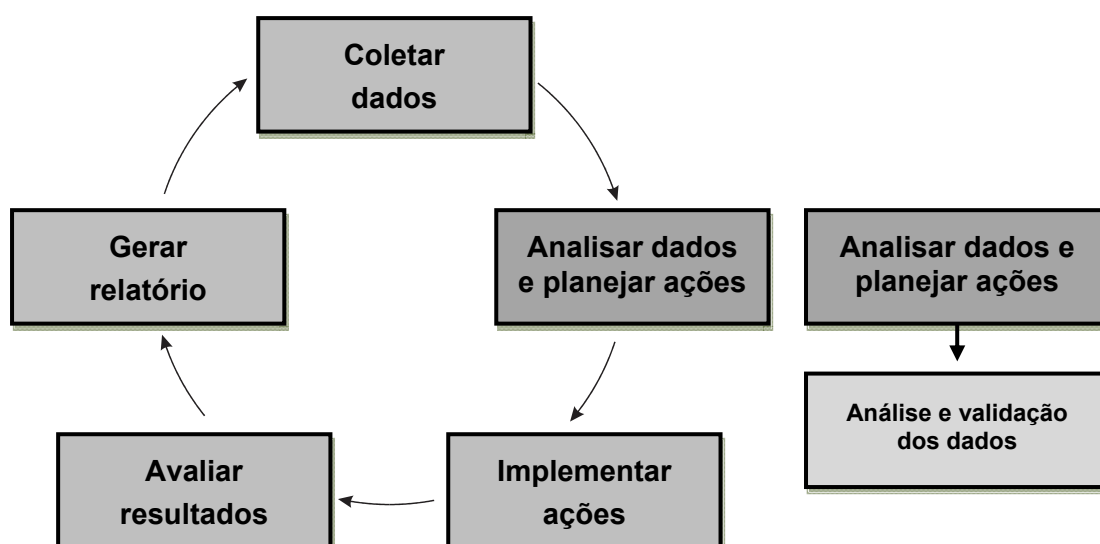 Coletar
dados
Gerar
relatório
Analisar dados
e planejar ações
Analisar dados e
planejar ações
Análise e validação
dos dados
Avaliar
resultados
Implementar
ações